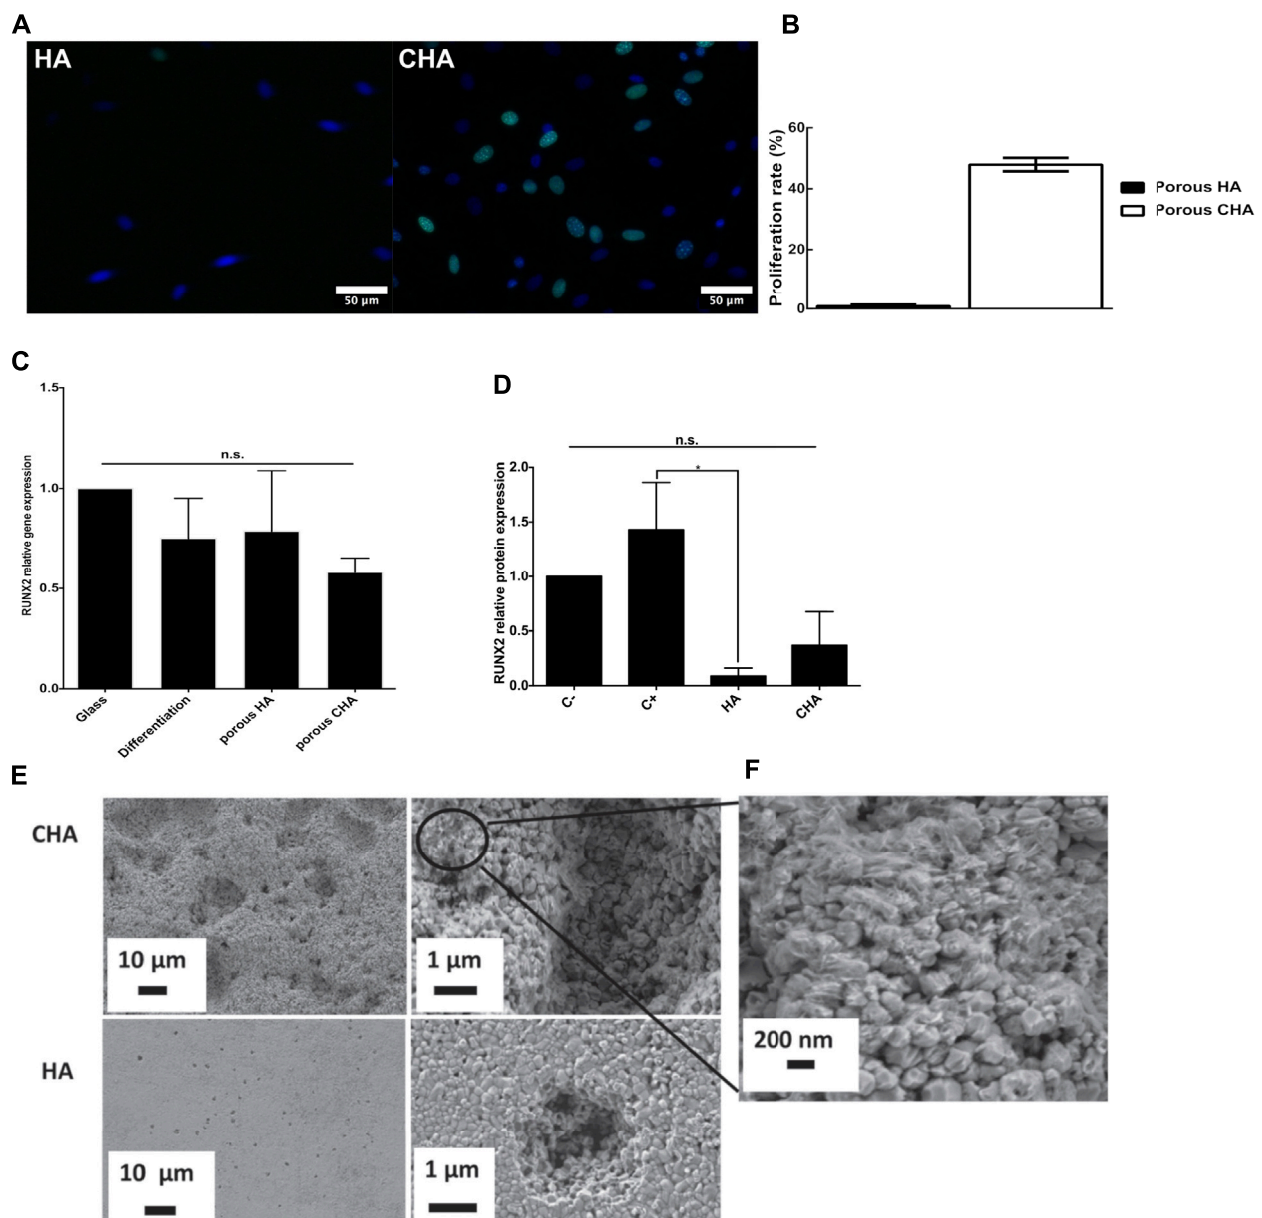 A
B
HA
CHA
50 µm
50 µm
Proliferation rate (%)
60
40
20
0
Porous HA
Porous CHA
C
RUNX2 relative gene expression
1.5
1.0
0.5
0.0
n.s.
Glass
Differentiation
porous HA
porous CHA
D
RUNX2 relative protein expression
2.0
1.5
1.0
0.5
0.0
n.s.
*
C-
C+
HA
CHA
E
F
CHA
10 µm
1 µm
200 nm
HA
10 µm
1 µm